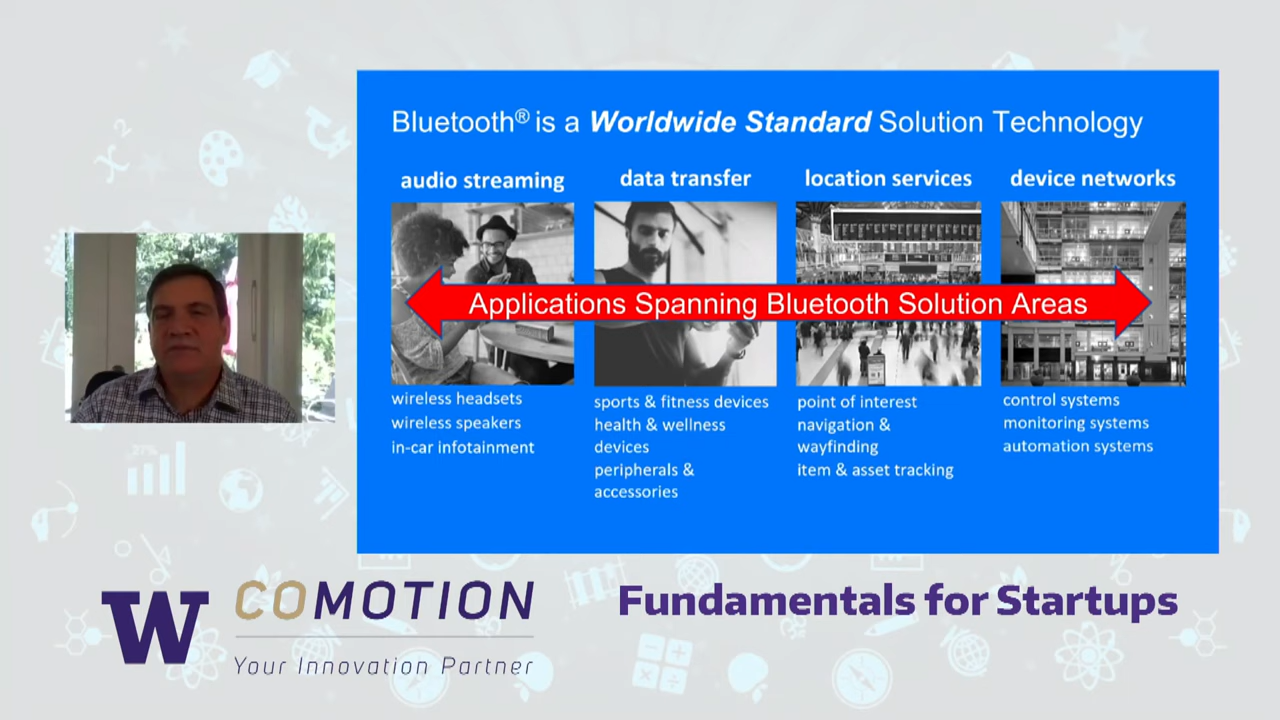 Bluetooth® is a Worldwide Standard Solution Technology
audio streaming
data transfer
location services
device networks
Applications Spanning Bluetooth Solution Areas
wireless headsets
wireless speakers
in-car infotainment
sports & fitness devices
health & wellness
devices
peripherals &
accessories
point of interest
navigation &
wayfinding
item & asset tracking
control systems
monitoring systems
automation systems
27%
x²
W
COMOTION
Your Innovation Partner
Fundamentals for Startups